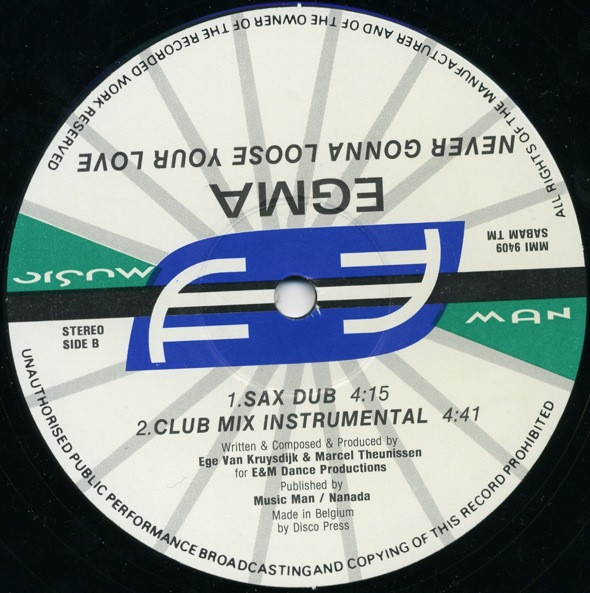 ALL RIGHTS OF THE MANUFACTURER AND OF THE OWNER OF THE RECORDED WORK RESERVED
NEVER GONNA LOOSE YOUR LOVE
EGMA
MMI 9409
SABAM TM
MUSIC
MAN
STEREO
SIDE B
1.SAX DUB 4:15
2.CLUB MIX INSTRUMENTAL 4:41
Written & Composed & Produced by
Ege Van Kruysdijk & Marcel Theunissen
for E&M Dance Productions
Published by
Music Man / Nanada
Made in Belgium
by Disco Press
UNAUTHORISED PUBLIC PERFORMANCE BROADCASTING AND COPYING OF THIS RECORD PROHIBITED